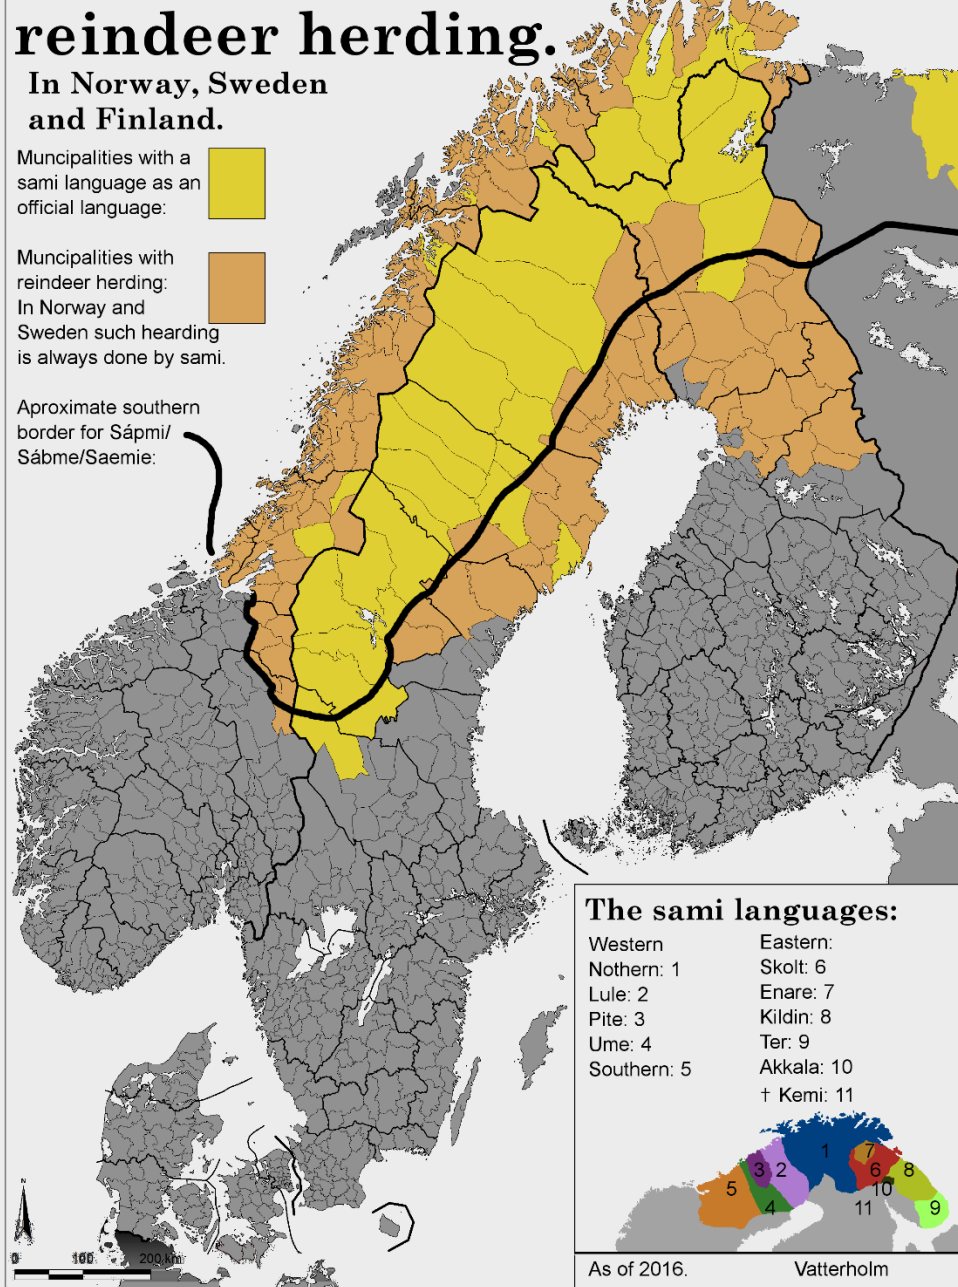 reindeer herding.
In Norway, Sweden
and Finland.
Muncipalities with a
sami language as an
official language:
Muncipalities with
reindeer herding:
In Norway and
Sweden such hearding
is always done by sami.
Aproximate southern
border for Sápmi/
Sábme/Saemie:
The sami languages:
Western
Nothern: 1
Lule: 2
Pite: 3
Ume: 4
Southern: 5
Eastern:
Skolt: 6
Enare: 7
Kildin: 8
Ter: 9
Akkala: 10
† Kemi: 11
1
7
3
2
6
8
5
10
4
11
9
N
0 100 200 km
As of 2016.
Vatterholm